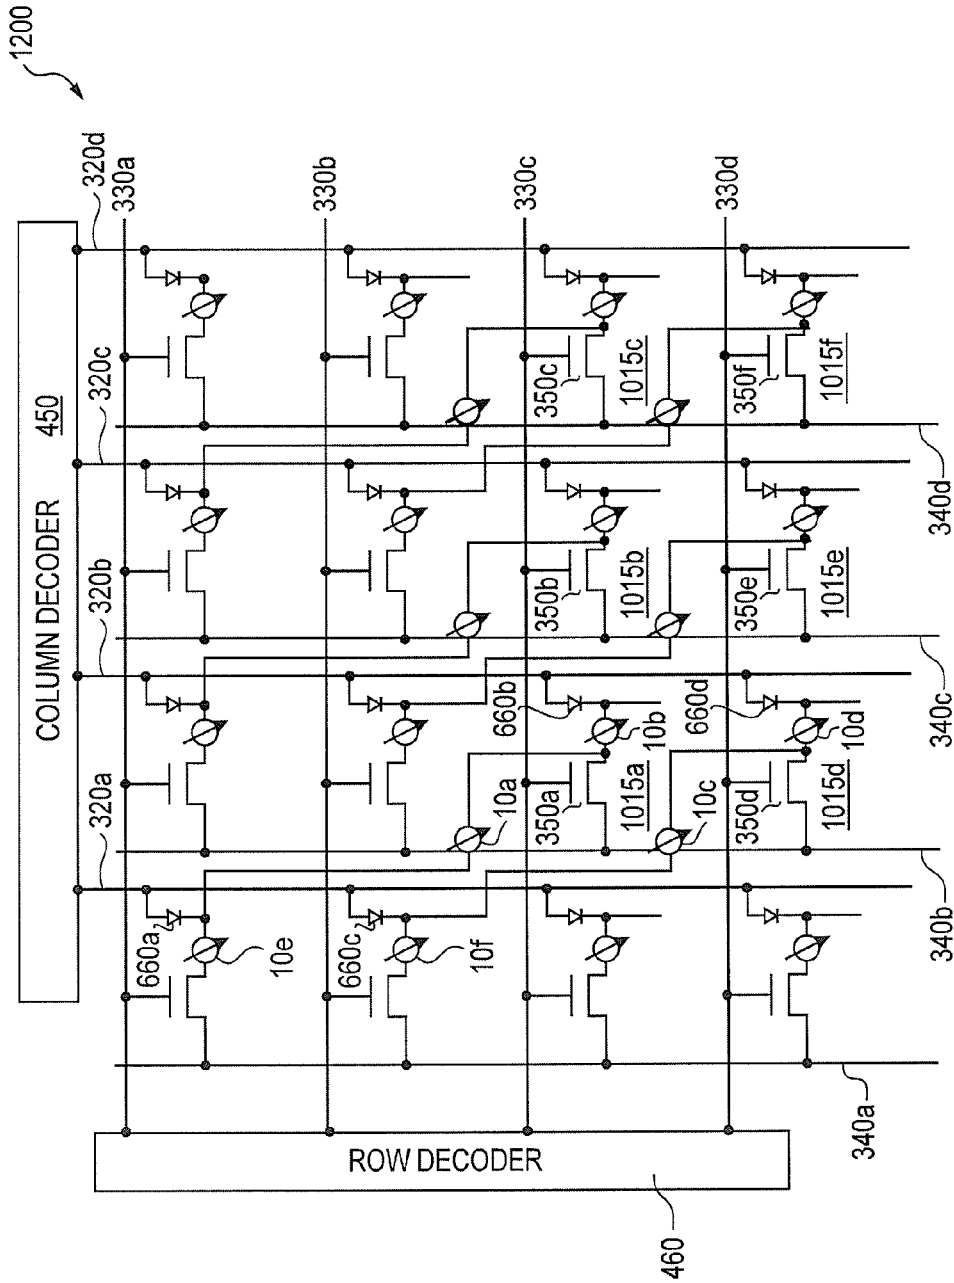 1200
COLUMN DECODER
450
320a
320b
320c
320d
330a
330b
330c
330d
660a
10e
660c
10f
10a
350a
1015a
660b
10b
10c
350d
1015d
660d
10d
350b
1015b
350e
1015e
350c
1015c
350f
1015f
340a
340b
340c
340d
ROW DECODER
460